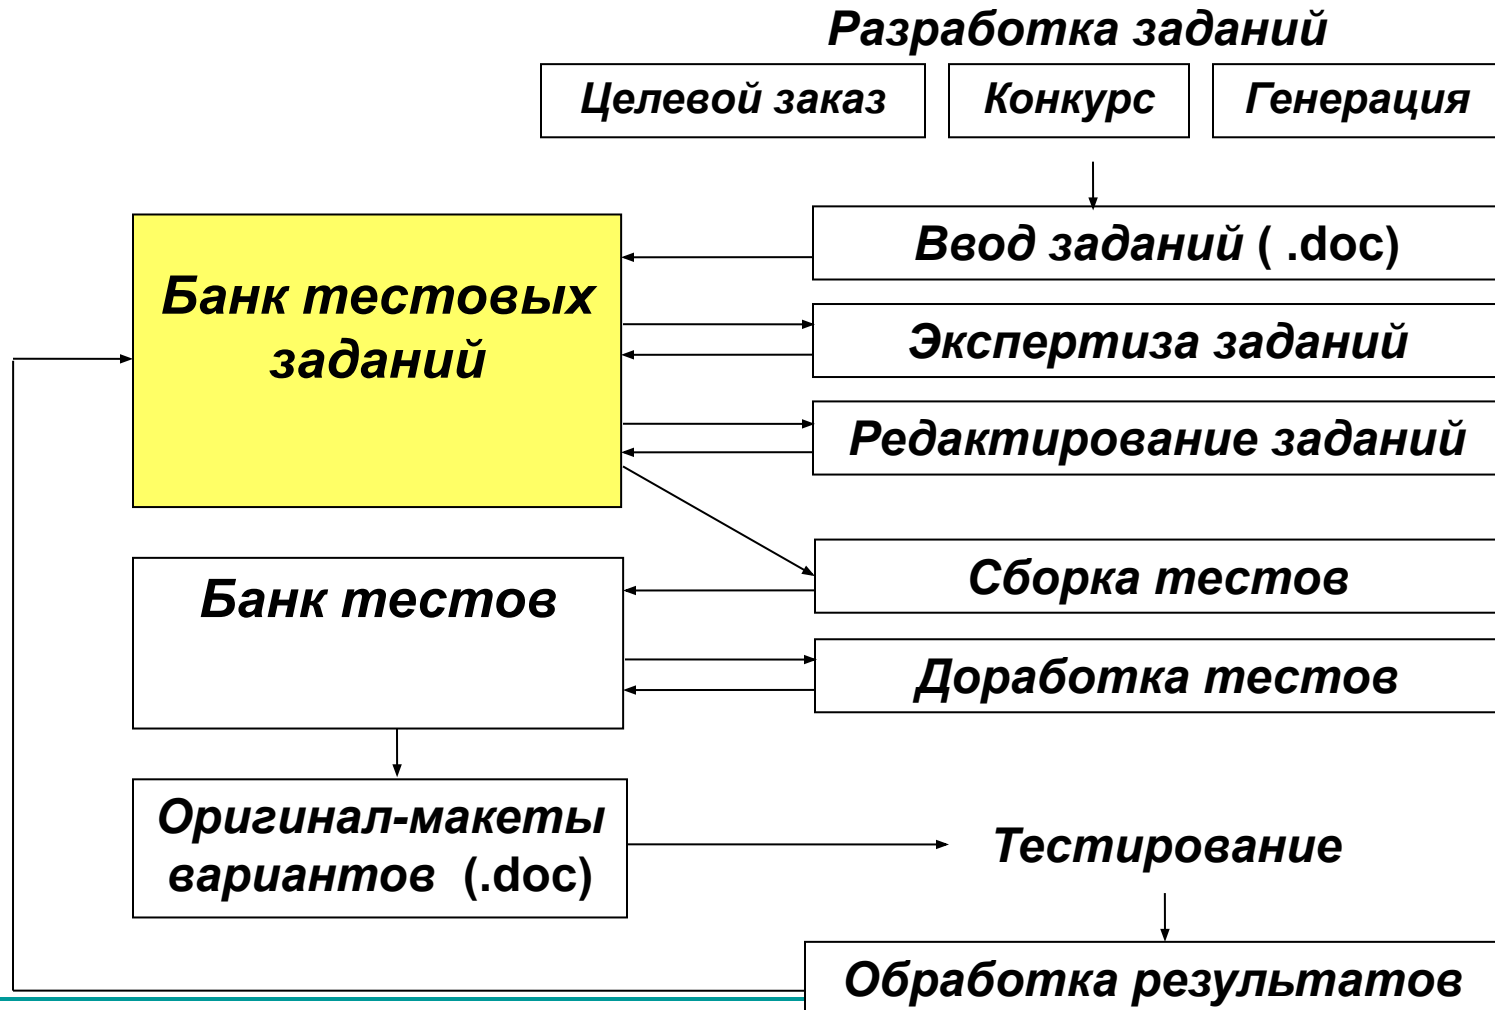 Разработка заданий
Целевой заказ
Конкурс
Генерация
Ввод заданий ( .doc)
Банк тестовых
заданий
Экспертиза заданий
Редактирование заданий
Сборка тестов
Банк тестов
Доработка тестов
Оригинал-макеты
вариантов (.doc)
Тестирование
Обработка результатов